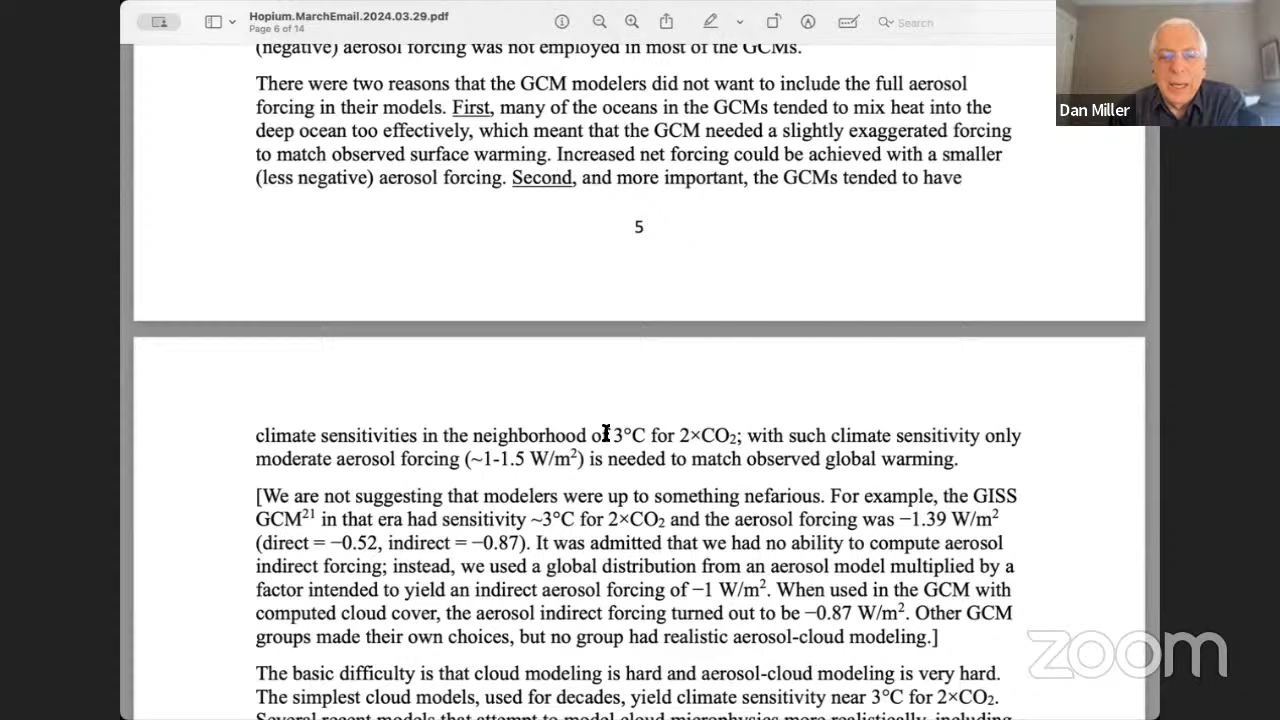 Hopium.MarchEmail.2024.03.29.pdf
Page 6 of 14
Search
Dan Miller
(negative) aerosol forcing was not employed in most of the GCMs.
There were two reasons that the GCM modelers did not want to include the full aerosol
forcing in their models. First, many of the oceans in the GCMs tended to mix heat into the
deep ocean too effectively, which meant that the GCM needed a slightly exaggerated forcing
to match observed surface warming. Increased net forcing could be achieved with a smaller
(less negative) aerosol forcing. Second, and more important, the GCMs tended to have
5
climate sensitivities in the neighborhood of 3°C for 2×CO₂; with such climate sensitivity only
moderate aerosol forcing (~1-1.5 W/m²) is needed to match observed global warming.
[We are not suggesting that modelers were up to something nefarious. For example, the GISS
GCM²¹ in that era had sensitivity ~3°C for 2×CO₂ and the aerosol forcing was −1.39 W/m²
(direct = −0.52, indirect = −0.87). It was admitted that we had no ability to compute aerosol
indirect forcing; instead, we used a global distribution from an aerosol model multiplied by a
factor intended to yield an indirect aerosol forcing of −1 W/m². When used in the GCM with
computed cloud cover, the aerosol indirect forcing turned out to be −0.87 W/m². Other GCM
groups made their own choices, but no group had realistic aerosol-cloud modeling.]
The basic difficulty is that cloud modeling is hard and aerosol-cloud modeling is very hard.
The simplest cloud models, used for decades, yield climate sensitivity near 3°C for 2×CO₂.
Several recent models that attempt to model cloud microphysics more realistically, including
zoom